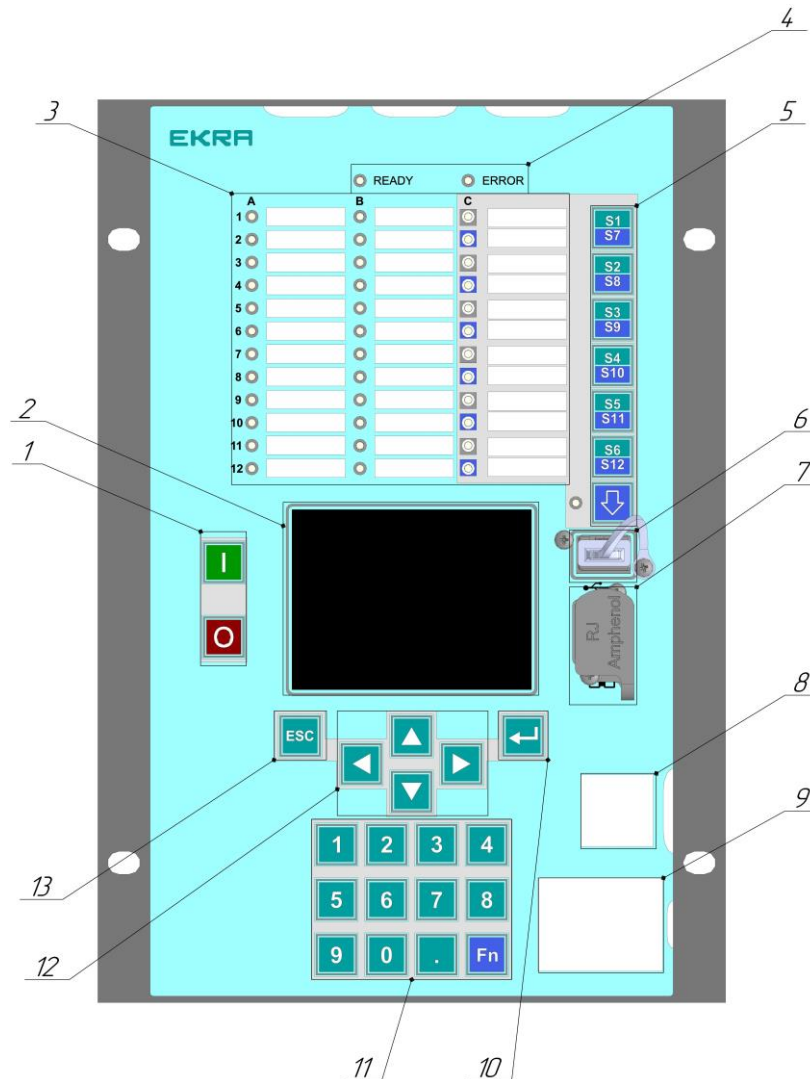 4
3
5
EKRA
READY ERROR
A B C
1
S1
S7
2
3
S2
S8
4
5
S3
S9
6
7
S4
S10
8
9
S5
S11
10
11
S6
S12
12
2
6
1
7
I
O
RJ
Amphenol
8
ESC
9
1 2 3 4
13
5 6 7 8
12
9 0 . Fn
11 10